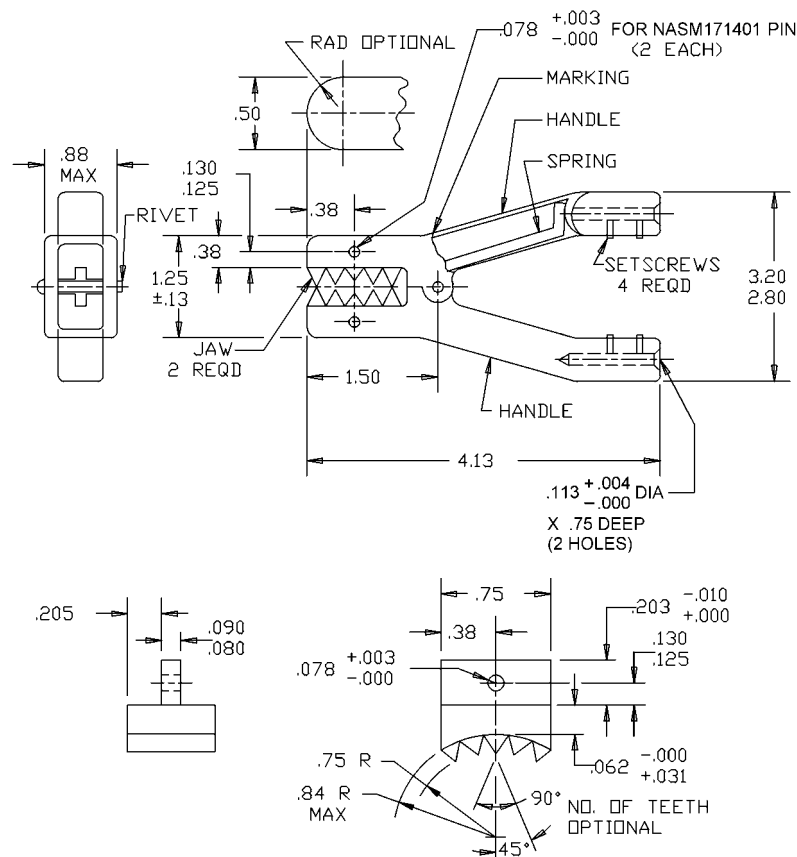 RAD OPTIONAL
.078 +.003 -.000 FOR NASM171401 PIN
(2 EACH)
MARKING
HANDLE
SPRING
.50
.88
MAX
.130
.125
.38
RIVET
.38
1.25
±.13
SETSCREWS
4 REQD
3.20
2.80
JAW
2 REQD
1.50
HANDLE
4.13
.113 +.004 -.000 DIA
X .75 DEEP
(2 HOLES)
.205
.090
.080
.75
.38
.203 -.010 +.000
.130
.125
.078 +.003 -.000
.062 -.000 +.031
.75 R
.84 R
MAX
90° NO. OF TEETH
OPTIONAL
45°